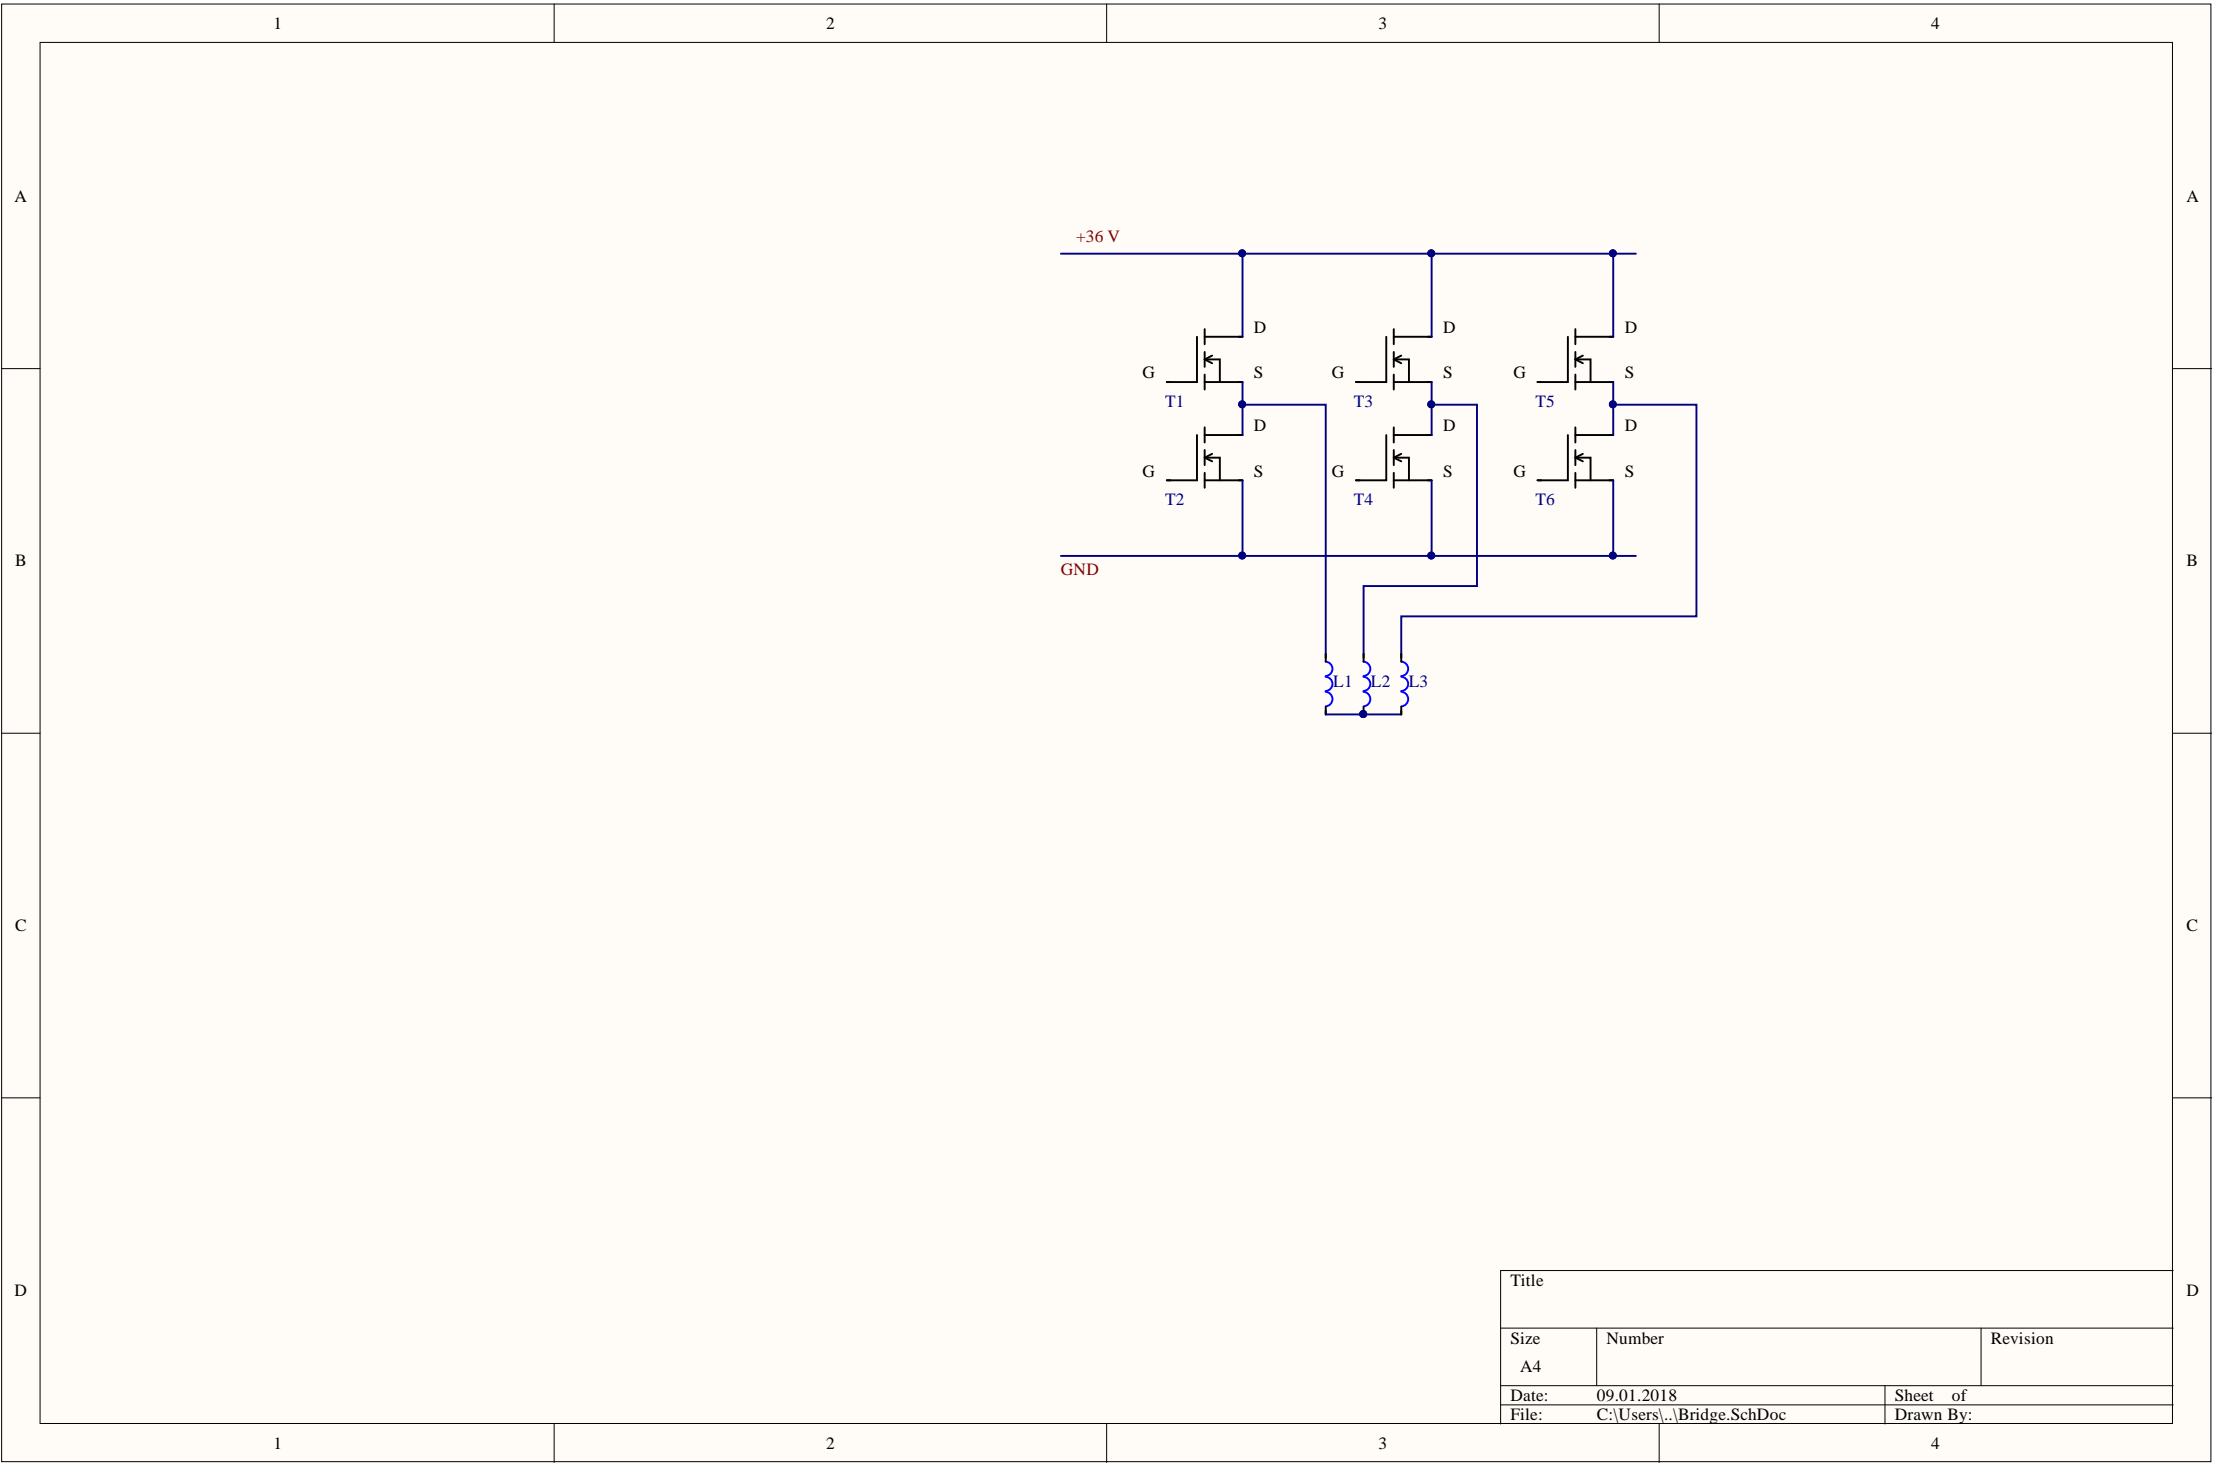 1 2 3 4
A A
+36 V
D D D
G S G S G S
T1 T3 T5
D D D
G S G S G S
T2 T4 T6
B B
GND
L1 L2 L3
C C
D D
Title
Size Number Revision
A4
Date: 09.01.2018 Sheet of
File: C:\Users\..\Bridge.SchDoc Drawn By:
1 2 3 4